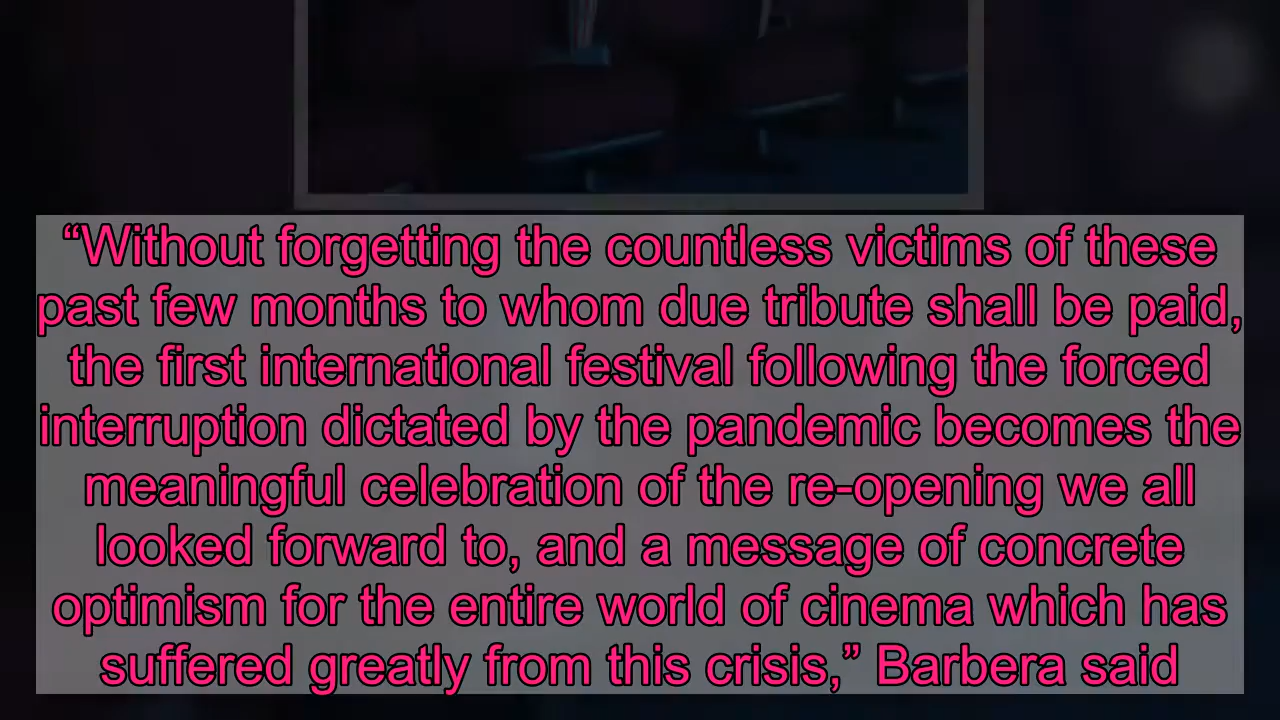 “Without forgetting the countless victims of these
past few months to whom due tribute shall be paid,
the first international festival following the forced
interruption dictated by the pandemic becomes the
meaningful celebration of the re-opening we all
looked forward to, and a message of concrete
optimism for the entire world of cinema which has
suffered greatly from this crisis,” Barbera said